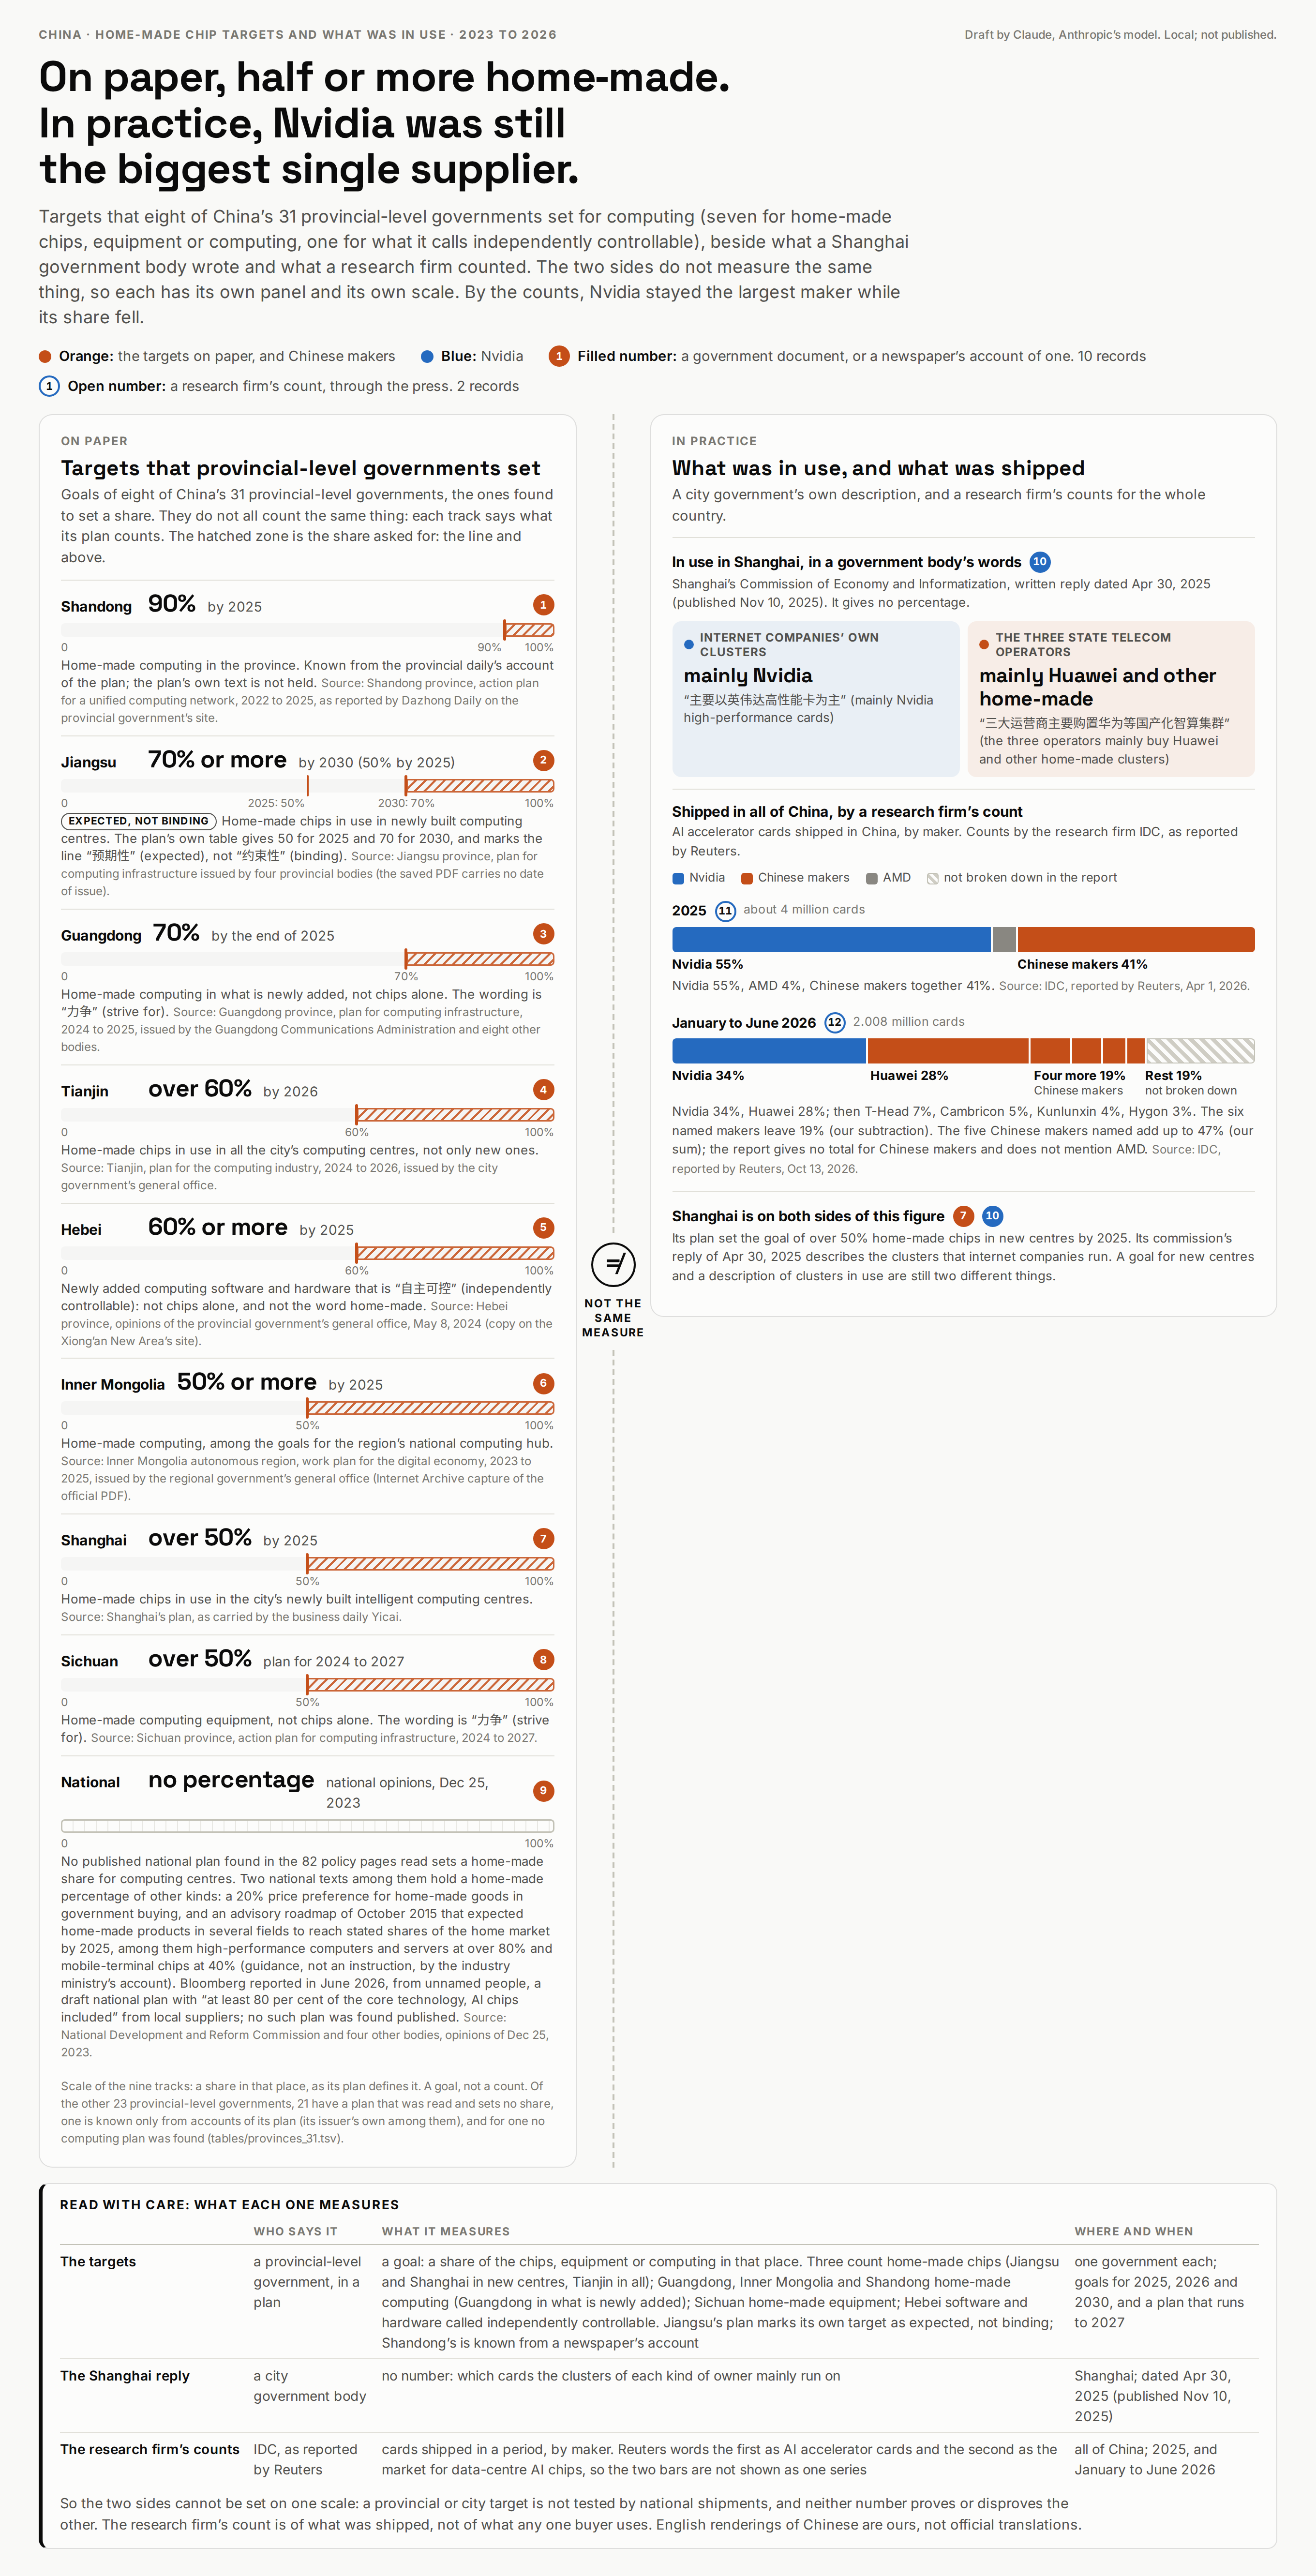 CHINA · HOME-MADE CHIP TARGETS AND WHAT WAS IN USE · 2023 TO 2026
Draft by Claude, Anthropic’s model. Local; not published.
On paper, half or more home-made.
In practice, Nvidia was still
the biggest single supplier.
Targets that eight of China’s 31 provincial-level governments set for computing (seven for home-made
chips, equipment or computing, one for what it calls independently controllable), beside what a Shanghai
government body wrote and what a research firm counted. The two sides do not measure the same
thing, so each has its own panel and its own scale. By the counts, Nvidia stayed the largest maker while
its share fell.
Orange: the targets on paper, and Chinese makers
Blue: Nvidia
1 Filled number: a government document, or a newspaper’s account of one. 10 records
1 Open number: a research firm’s count, through the press. 2 records
ON PAPER
Targets that provincial-level governments set
Goals of eight of China’s 31 provincial-level governments, the ones found
to set a share. They do not all count the same thing: each track says what
its plan counts. The hatched zone is the share asked for: the line and
above.
Shandong 90% by 2025 1
0 90% 100%
Home-made computing in the province. Known from the provincial daily’s account
of the plan; the plan’s own text is not held. Source: Shandong province, action plan
for a unified computing network, 2022 to 2025, as reported by Dazhong Daily on the
provincial government’s site.
Jiangsu 70% or more by 2030 (50% by 2025) 2
0 2025: 50% 2030: 70% 100%
EXPECTED, NOT BINDING Home-made chips in use in newly built computing
centres. The plan’s own table gives 50 for 2025 and 70 for 2030, and marks the
line “预期性” (expected), not “约束性” (binding). Source: Jiangsu province, plan for
computing infrastructure issued by four provincial bodies (the saved PDF carries no date
of issue).
Guangdong 70% by the end of 2025 3
0 70% 100%
Home-made computing in what is newly added, not chips alone. The wording is
“力争” (strive for). Source: Guangdong province, plan for computing infrastructure,
2024 to 2025, issued by the Guangdong Communications Administration and eight other
bodies.
Tianjin over 60% by 2026 4
0 60% 100%
Home-made chips in use in all the city’s computing centres, not only new ones.
Source: Tianjin, plan for the computing industry, 2024 to 2026, issued by the city
government’s general office.
Hebei 60% or more by 2025 5
0 60% 100%
Newly added computing software and hardware that is “自主可控” (independently
controllable): not chips alone, and not the word home-made. Source: Hebei
province, opinions of the provincial government’s general office, May 8, 2024 (copy on the
Xiong’an New Area’s site).
Inner Mongolia 50% or more by 2025 6
0 50% 100%
Home-made computing, among the goals for the region’s national computing hub.
Source: Inner Mongolia autonomous region, work plan for the digital economy, 2023 to
2025, issued by the regional government’s general office (Internet Archive capture of the
official PDF).
Shanghai over 50% by 2025 7
0 50% 100%
Home-made chips in use in the city’s newly built intelligent computing centres.
Source: Shanghai’s plan, as carried by the business daily Yicai.
Sichuan over 50% plan for 2024 to 2027 8
0 50% 100%
Home-made computing equipment, not chips alone. The wording is “力争” (strive
for). Source: Sichuan province, action plan for computing infrastructure, 2024 to 2027.
National no percentage national opinions, Dec 25,
2023
9
0 100%
No published national plan found in the 82 policy pages read sets a home-made
share for computing centres. Two national texts among them hold a home-made
percentage of other kinds: a 20% price preference for home-made goods in
government buying, and an advisory roadmap of October 2015 that expected
home-made products in several fields to reach stated shares of the home market
by 2025, among them high-performance computers and servers at over 80% and
mobile-terminal chips at 40% (guidance, not an instruction, by the industry
ministry’s account). Bloomberg reported in June 2026, from unnamed people, a
draft national plan with “at least 80 per cent of the core technology, AI chips
included” from local suppliers; no such plan was found published. Source:
National Development and Reform Commission and four other bodies, opinions of Dec 25,
2023.
Scale of the nine tracks: a share in that place, as its plan defines it. A goal, not a count. Of
the other 23 provincial-level governments, 21 have a plan that was read and sets no share,
one is known only from accounts of its plan (its issuer’s own among them), and for one no
computing plan was found (tables/provinces_31.tsv).
≠
NOT THE
SAME
MEASURE
IN PRACTICE
What was in use, and what was shipped
A city government’s own description, and a research firm’s counts for the whole
country.
In use in Shanghai, in a government body’s words 10
Shanghai’s Commission of Economy and Informatization, written reply dated Apr 30, 2025
(published Nov 10, 2025). It gives no percentage.
INTERNET COMPANIES’ OWN
CLUSTERS
mainly Nvidia
“主要以英伟达高性能卡为主” (mainly Nvidia
high-performance cards)
THE THREE STATE TELECOM
OPERATORS
mainly Huawei and other
home-made
“三大运营商主要购置华为等国产化智算集群”
(the three operators mainly buy Huawei
and other home-made clusters)
Shipped in all of China, by a research firm’s count
AI accelerator cards shipped in China, by maker. Counts by the research firm IDC, as reported
by Reuters.
Nvidia Chinese makers AMD not broken down in the report
2025 11 about 4 million cards
Nvidia 55% Chinese makers 41%
Nvidia 55%, AMD 4%, Chinese makers together 41%. Source: IDC, reported by Reuters, Apr 1, 2026.
January to June 2026 12 2.008 million cards
Nvidia 34% Huawei 28% Four more 19% Rest 19%
Chinese makers not broken down
Nvidia 34%, Huawei 28%; then T-Head 7%, Cambricon 5%, Kunlunxin 4%, Hygon 3%. The six
named makers leave 19% (our subtraction). The five Chinese makers named add up to 47% (our
sum); the report gives no total for Chinese makers and does not mention AMD. Source: IDC,
reported by Reuters, Oct 13, 2026.
Shanghai is on both sides of this figure 7 10
Its plan set the goal of over 50% home-made chips in new centres by 2025. Its commission’s
reply of Apr 30, 2025 describes the clusters that internet companies run. A goal for new centres
and a description of clusters in use are still two different things.
READ WITH CARE: WHAT EACH ONE MEASURES
WHO SAYS IT WHAT IT MEASURES WHERE AND WHEN
The targets
a provincial-level
government, in a
plan
a goal: a share of the chips, equipment or computing in that place. Three count home-made chips (Jiangsu
and Shanghai in new centres, Tianjin in all); Guangdong, Inner Mongolia and Shandong home-made
computing (Guangdong in what is newly added); Sichuan home-made equipment; Hebei software and
hardware called independently controllable. Jiangsu’s plan marks its own target as expected, not binding;
Shandong’s is known from a newspaper’s account
one government each;
goals for 2025, 2026 and
2030, and a plan that runs
to 2027
The Shanghai reply
a city
government body
no number: which cards the clusters of each kind of owner mainly run on
Shanghai; dated Apr 30,
2025 (published Nov 10,
2025)
The research firm’s counts
IDC, as reported
by Reuters
cards shipped in a period, by maker. Reuters words the first as AI accelerator cards and the second as the
market for data-centre AI chips, so the two bars are not shown as one series
all of China; 2025, and
January to June 2026
So the two sides cannot be set on one scale: a provincial or city target is not tested by national shipments, and neither number proves or disproves the
other. The research firm’s count is of what was shipped, not of what any one buyer uses. English renderings of Chinese are ours, not official translations.